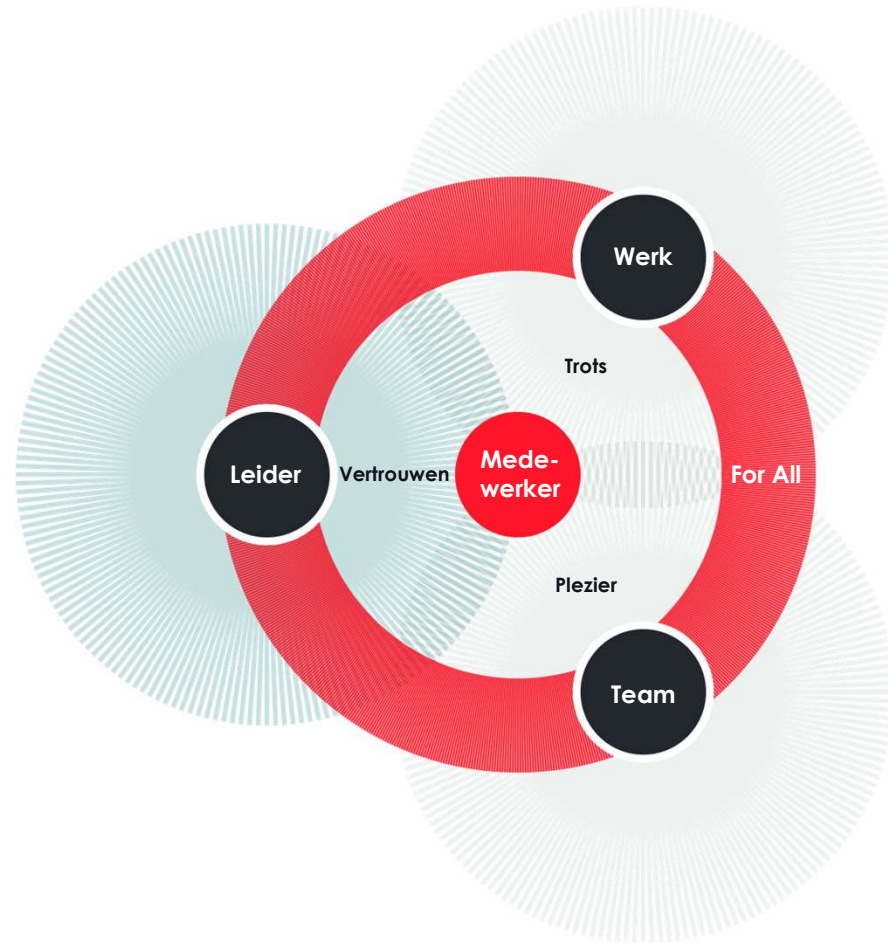 Werk
Trots
Leider
Vertrouwen
Mede-
werker
For All
Plezier
Team